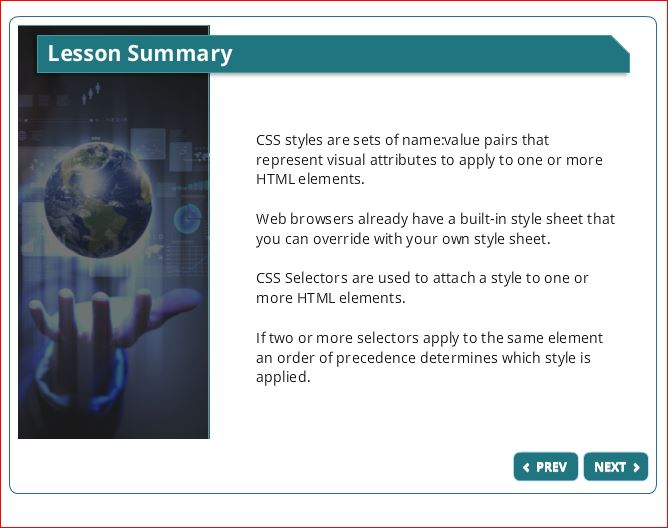 Lesson Summary
CSS styles are sets of name:value pairs that
represent visual attributes to apply to one or more
HTML elements.
Web browsers already have a built-in style sheet that
you can override with your own style sheet.
CSS Selectors are used to attach a style to one or
more HTML elements.
If two or more selectors apply to the same element
an order of precedence determines which style is
applied.
PREV
NEXT